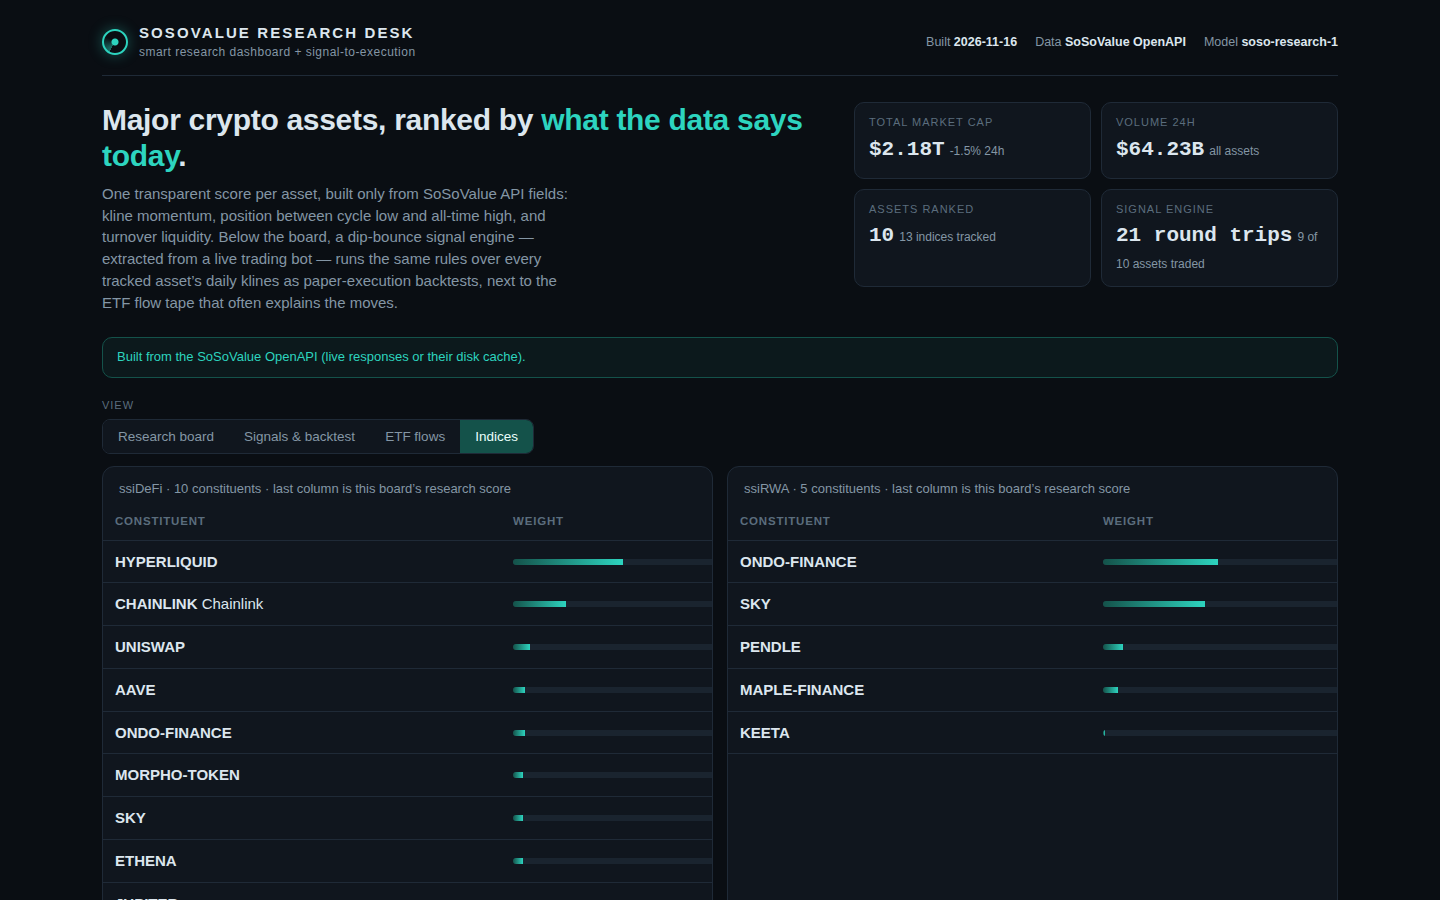 SOSOVALUE RESEARCH DESK
smart research dashboard + signal-to-execution
Built 2026-11-16 Data SoSoValue OpenAPI Model soso-research-1
Major crypto assets, ranked by what the data says
today.
One transparent score per asset, built only from SoSoValue API fields:
kline momentum, position between cycle low and all-time high, and
turnover liquidity. Below the board, a dip-bounce signal engine —
extracted from a live trading bot — runs the same rules over every
tracked asset’s daily klines as paper-execution backtests, next to the
ETF flow tape that often explains the moves.
TOTAL MARKET CAP
$2.18T -1.5% 24h
VOLUME 24H
$64.23B all assets
ASSETS RANKED
10 13 indices tracked
SIGNAL ENGINE
21 round trips 9 of
10 assets traded
Built from the SoSoValue OpenAPI (live responses or their disk cache).
VIEW
Research board Signals & backtest ETF flows Indices
ssiDeFi · 10 constituents · last column is this board’s research score
CONSTITUENT WEIGHT
HYPERLIQUID
CHAINLINK Chainlink
UNISWAP
AAVE
ONDO-FINANCE
MORPHO-TOKEN
SKY
ETHENA
ssiRWA · 5 constituents · last column is this board’s research score
CONSTITUENT WEIGHT
ONDO-FINANCE
SKY
PENDLE
MAPLE-FINANCE
KEETA